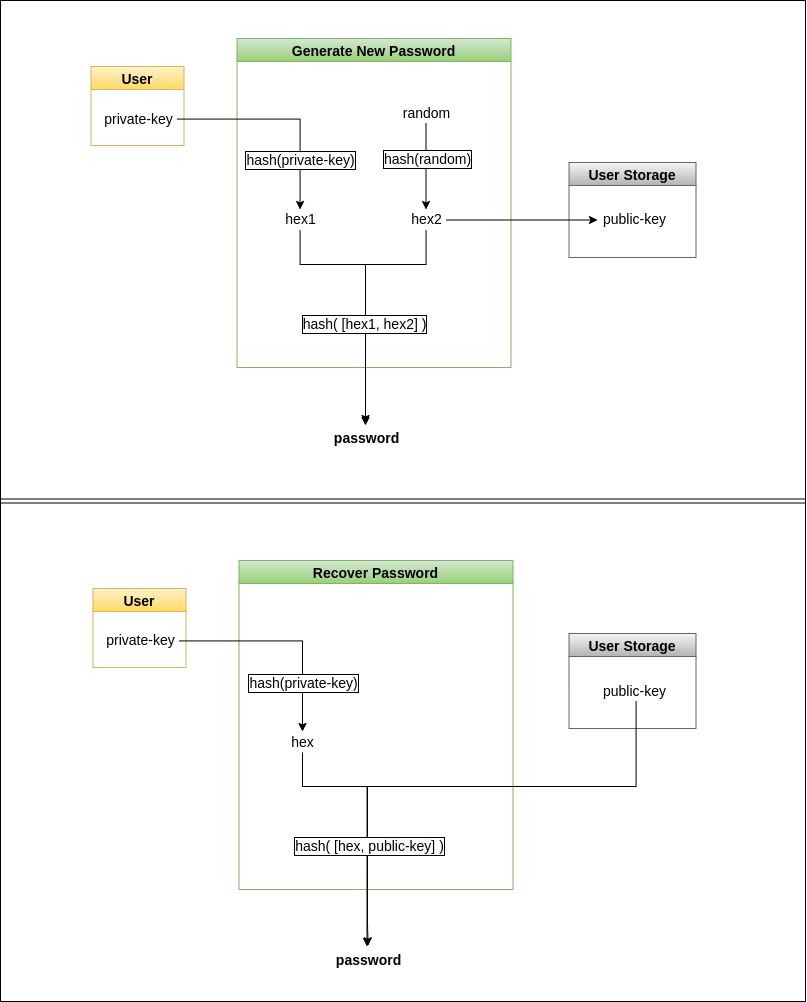 Generate New Password
User
private-key
random
hash(private-key)
hash(random)
User Storage
hex1
hex2
public-key
hash( [hex1, hex2] )
password
Recover Password
User
private-key
User Storage
hash(private-key)
public-key
hex
hash( [hex, public-key] )
password